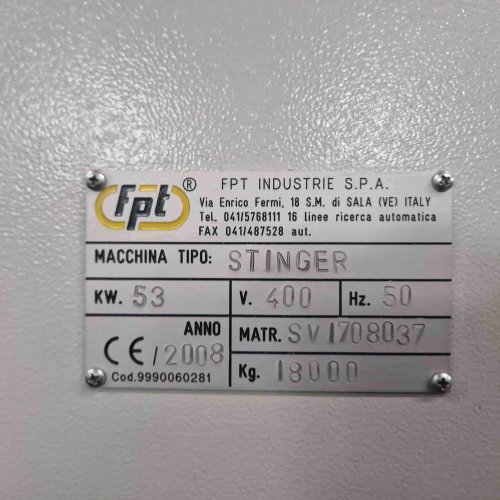 fpt ®
FPT INDUSTRIE S.P.A.
Via Enrico Fermi, 18 S.M. di SALA (VE) ITALY
Tel. 041/5768111 16 linee ricerca automatica
FAX 041/487528 aut.
MACCHINA TIPO: STINGER
KW. 53 V. 400 Hz. 50
ANNO
CE/2008
MATR. SV1708037
Cod.9990060281
Kg. 18000